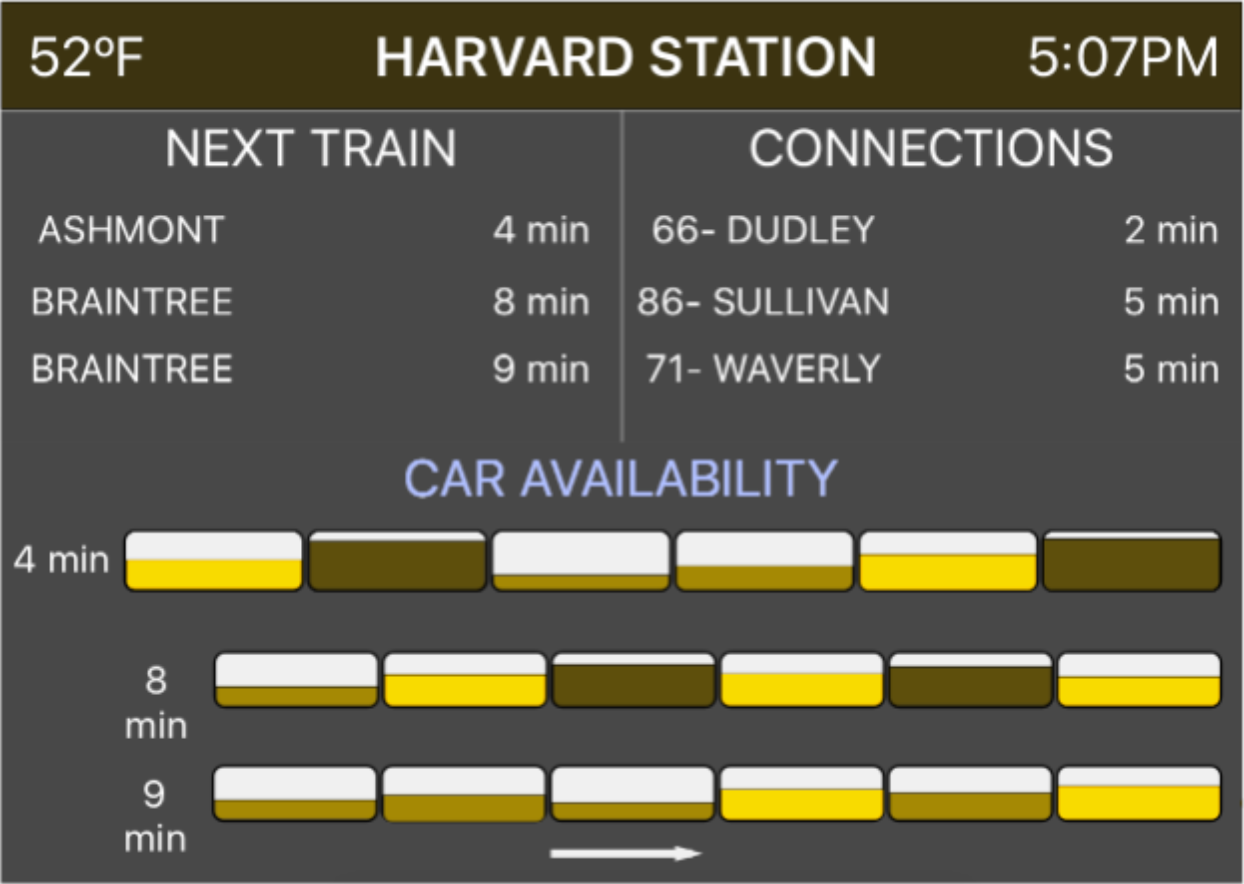 52ºF HARVARD STATION 5:07PM
NEXT TRAIN
ASHMONT 4 min
BRAINTREE 8 min
BRAINTREE 9 min
CONNECTIONS
66- DUDLEY 2 min
86- SULLIVAN 5 min
71- WAVERLY 5 min
CAR AVAILABILITY
4 min
8
min
9
min